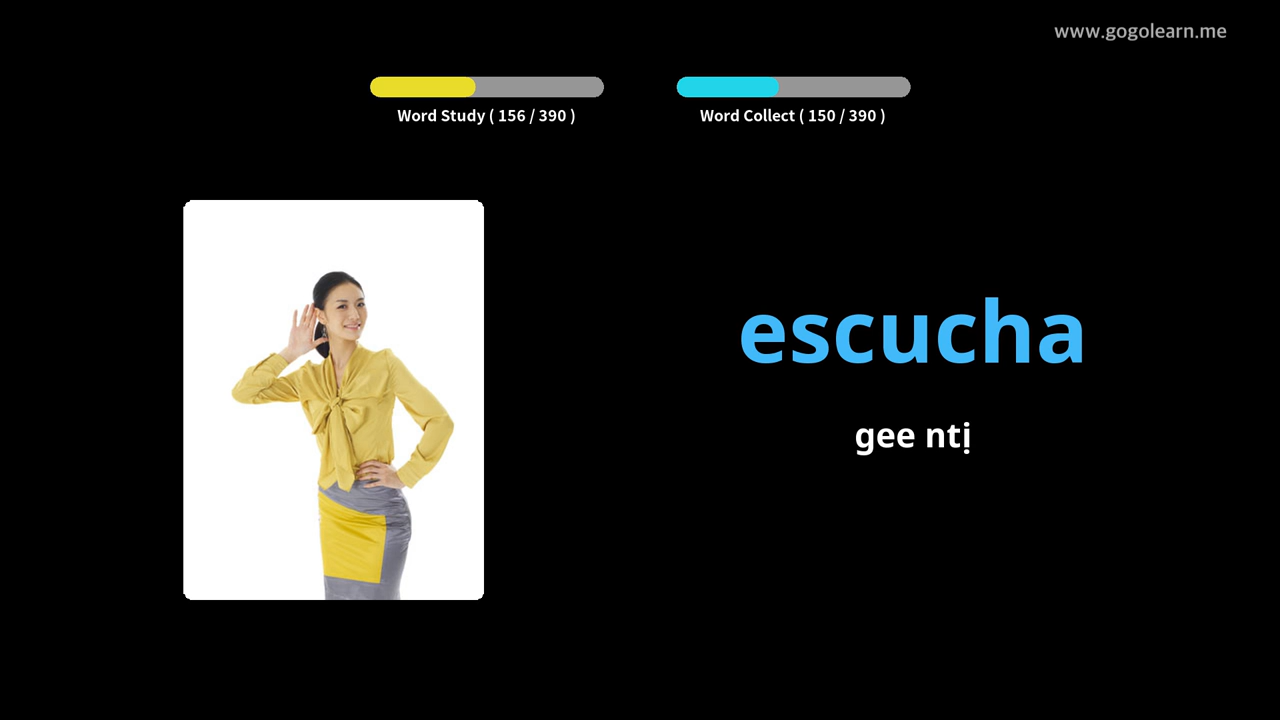 www.gogolearn.me
Word Study ( 156 / 390 )
Word Collect ( 150 / 390 )
escucha
gee ntị